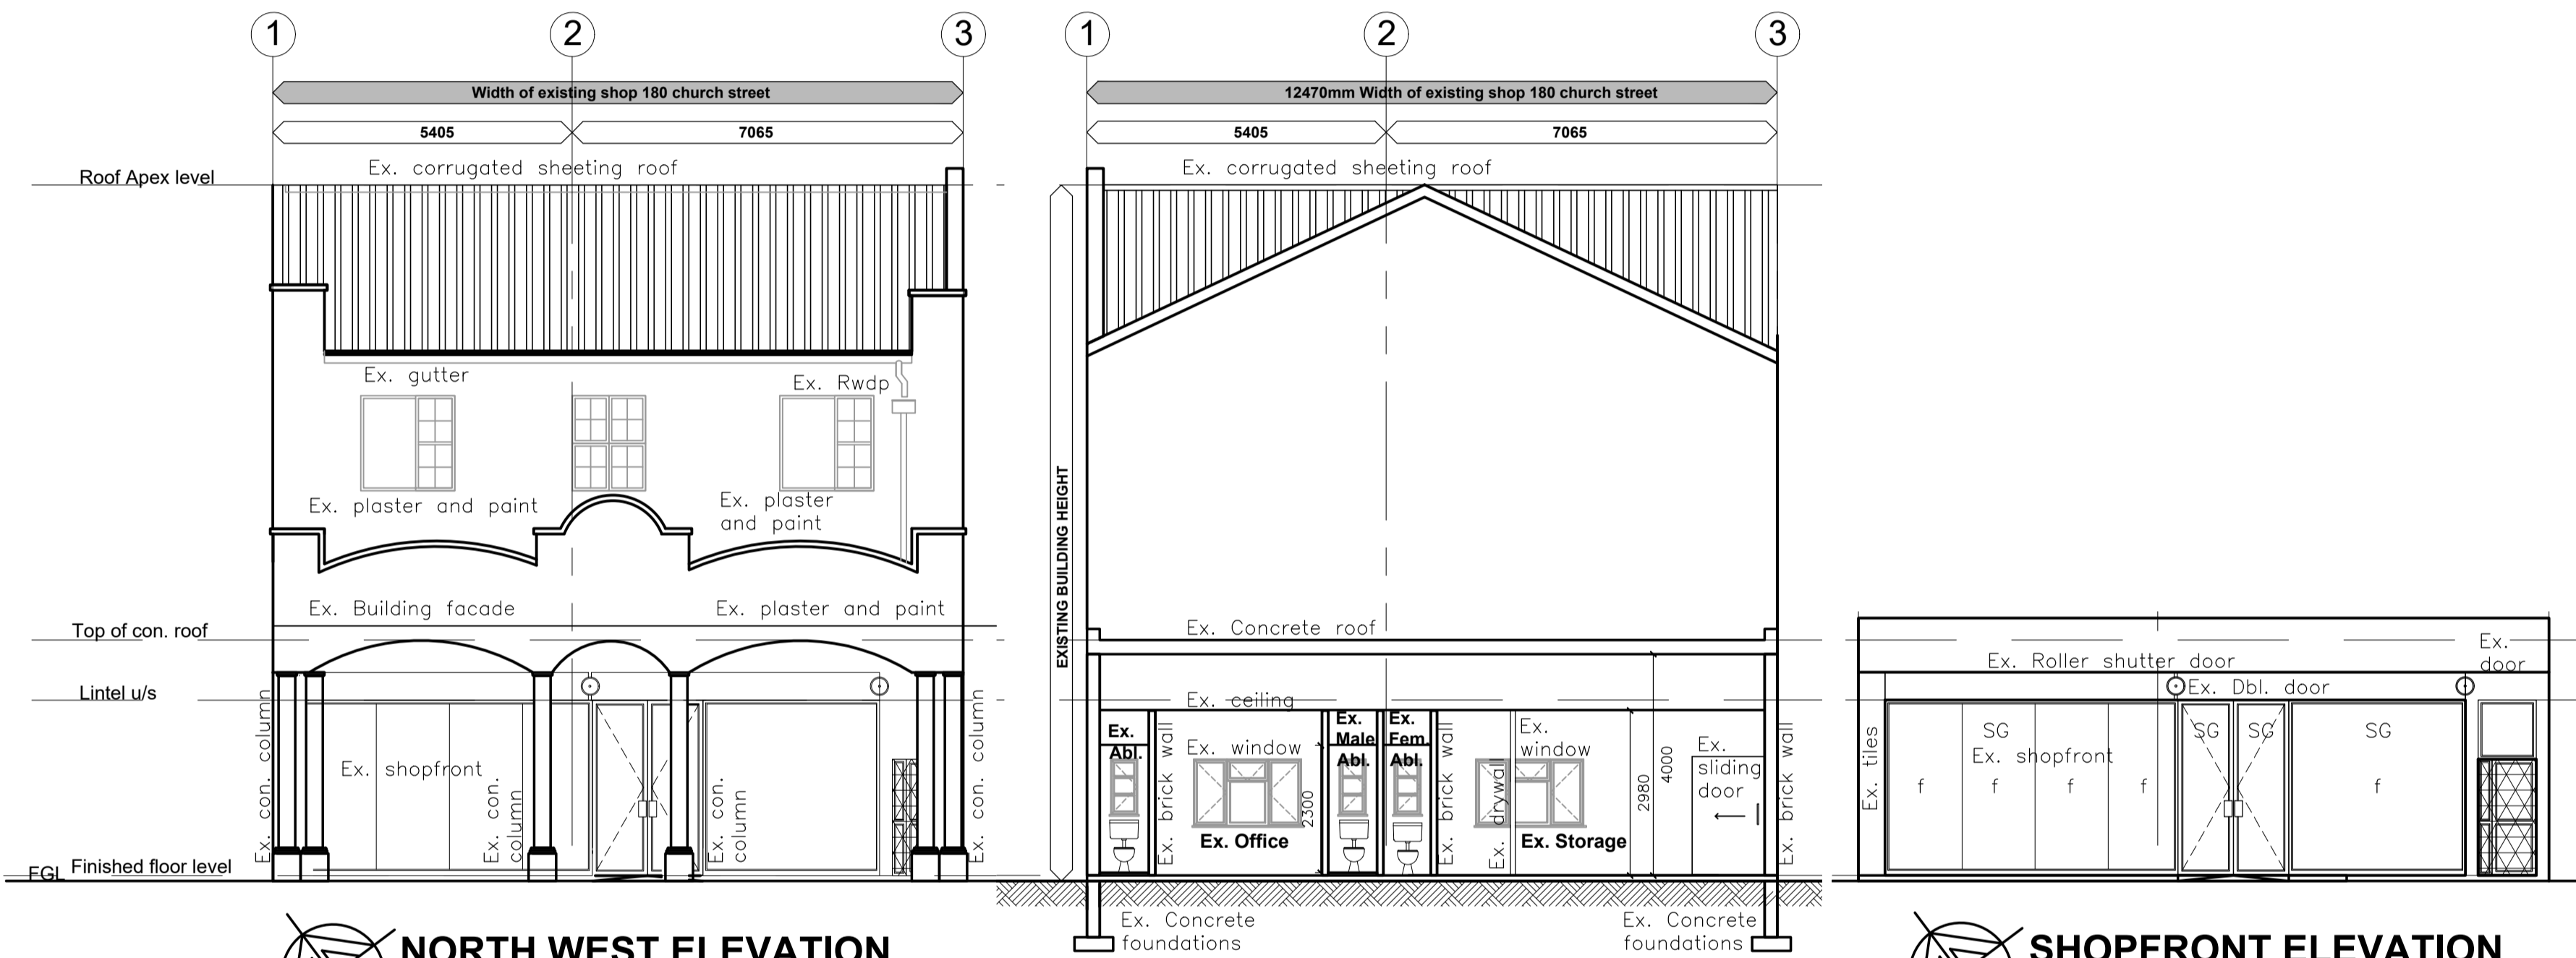 1
2
3
Width of existing shop 180 church street
5405
7065
Ex. corrugated sheeting roof
Roof Apex level
Ex. gutter
Ex. Rwdp
Ex. plaster and paint
Ex. plaster
and paint
Ex. Building facade
Ex. plaster and paint
Top of con. roof
Lintel u/s
Ex. con. column
Ex. shopfront
Ex. con.
column
Ex. con.
column
Ex. con. column
FGL
Finished floor level
NORTH WEST ELEVATION
1
2
3
12470mm Width of existing shop 180 church street
5405
7065
Ex. corrugated sheeting roof
EXISTING BUILDING HEIGHT
Ex. Concrete roof
Ex. ceiling
Ex.
Abl.
Ex. brick wall
Ex. window
2300
Ex. Office
Ex.
Male
Abl.
Ex.
Fem.
Abl.
Ex. brick wall
Ex. drywall
Ex.
window
Ex. Storage
2980
4000
Ex.
sliding
door
Ex. brick wall
Ex. Concrete
foundations
Ex. Concrete
foundations
Ex. Roller shutter door
Ex.
door
Ex. Dbl. door
Ex. tiles
SG
SG
SG
SG
Ex. shopfront
f
f
f
f
f
SHOPFRONT ELEVATION